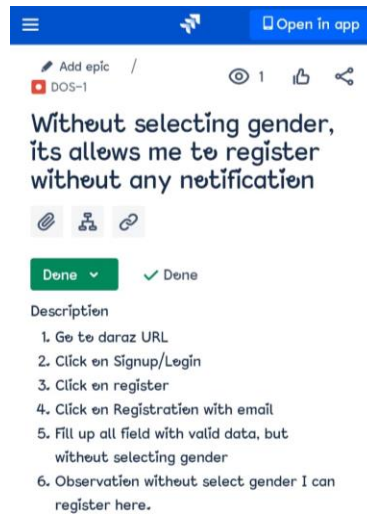 Open in app
Add epic /
DOS-1
1
Without selecting gender,
its allows me to register
without any notification
Done
Done
Description
1. Go to daraz URL
2. Click on Signup/Login
3. Click on register
4. Click on Registration with email
5. Fill up all field with valid data, but
without selecting gender
6. Observation without select gender I can
register here.